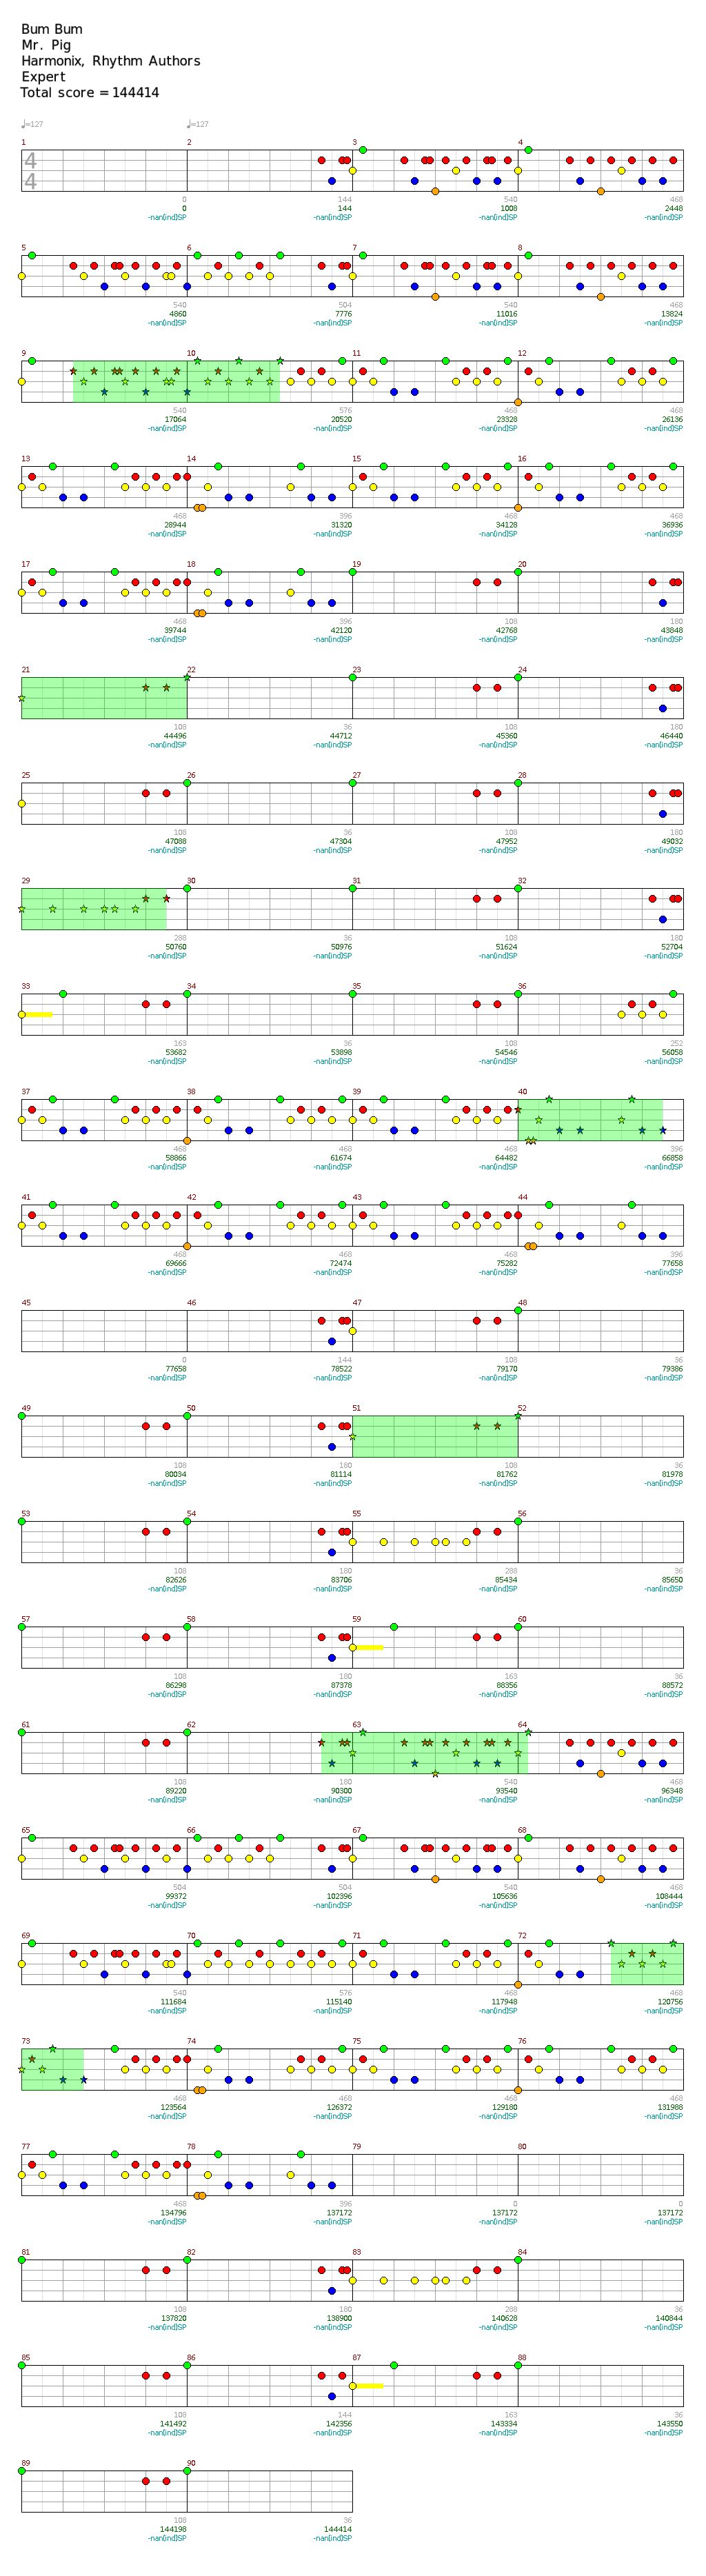 Bum Bum
Mr. Pig
Harmonix, Rhythm Authors
Expert
Total score = 144414
♩=127 ♩=127
1 2 3 4
4
4
0 144 540 468
0 144 1008 2448
-nan(ind)SP -nan(ind)SP -nan(ind)SP -nan(ind)SP
5 6 7 8
540 504 540 468
4860 7776 11016 13824
-nan(ind)SP -nan(ind)SP -nan(ind)SP -nan(ind)SP
9 10 11 12
540 576 468 468
17064 20520 23328 26136
-nan(ind)SP -nan(ind)SP -nan(ind)SP -nan(ind)SP
13 14 15 16
468 396 468 468
28944 31320 34128 36936
-nan(ind)SP -nan(ind)SP -nan(ind)SP -nan(ind)SP
17 18 19 20
468 396 108 180
39744 42120 42768 43848
-nan(ind)SP -nan(ind)SP -nan(ind)SP -nan(ind)SP
21 22 23 24
108 36 108 180
44496 44712 45360 46440
-nan(ind)SP -nan(ind)SP -nan(ind)SP -nan(ind)SP
25 26 27 28
108 36 108 180
47088 47304 47952 49032
-nan(ind)SP -nan(ind)SP -nan(ind)SP -nan(ind)SP
29 30 31 32
288 36 108 180
50760 50976 51624 52704
-nan(ind)SP -nan(ind)SP -nan(ind)SP -nan(ind)SP
33 34 35 36
163 36 108 252
53682 53898 54546 56058
-nan(ind)SP -nan(ind)SP -nan(ind)SP -nan(ind)SP
37 38 39 40
468 468 468 396
58866 61674 64482 66858
-nan(ind)SP -nan(ind)SP -nan(ind)SP -nan(ind)SP
41 42 43 44
468 468 468 396
69666 72474 75282 77658
-nan(ind)SP -nan(ind)SP -nan(ind)SP -nan(ind)SP
45 46 47 48
0 144 108 36
77658 78522 79170 79386
-nan(ind)SP -nan(ind)SP -nan(ind)SP -nan(ind)SP
49 50 51 52
108 180 108 36
80034 81114 81762 81978
-nan(ind)SP -nan(ind)SP -nan(ind)SP -nan(ind)SP
53 54 55 56
108 180 288 36
82626 83706 85434 85650
-nan(ind)SP -nan(ind)SP -nan(ind)SP -nan(ind)SP
57 58 59 60
108 180 163 36
86298 87378 88356 88572
-nan(ind)SP -nan(ind)SP -nan(ind)SP -nan(ind)SP
61 62 63 64
108 180 540 468
89220 90300 93540 96348
-nan(ind)SP -nan(ind)SP -nan(ind)SP -nan(ind)SP
65 66 67 68
504 504 540 468
99372 102396 105636 108444
-nan(ind)SP -nan(ind)SP -nan(ind)SP -nan(ind)SP
69 70 71 72
540 576 468 468
111684 115140 117948 120756
-nan(ind)SP -nan(ind)SP -nan(ind)SP -nan(ind)SP
73 74 75 76
468 468 468 468
123564 126372 129180 131988
-nan(ind)SP -nan(ind)SP -nan(ind)SP -nan(ind)SP
77 78 79 80
468 396 0 0
134796 137172 137172 137172
-nan(ind)SP -nan(ind)SP -nan(ind)SP -nan(ind)SP
81 82 83 84
108 180 288 36
137820 138900 140628 140844
-nan(ind)SP -nan(ind)SP -nan(ind)SP -nan(ind)SP
85 86 87 88
108 144 163 36
141492 142356 143334 143550
-nan(ind)SP -nan(ind)SP -nan(ind)SP -nan(ind)SP
89 90
108 36
144198 144414
-nan(ind)SP -nan(ind)SP